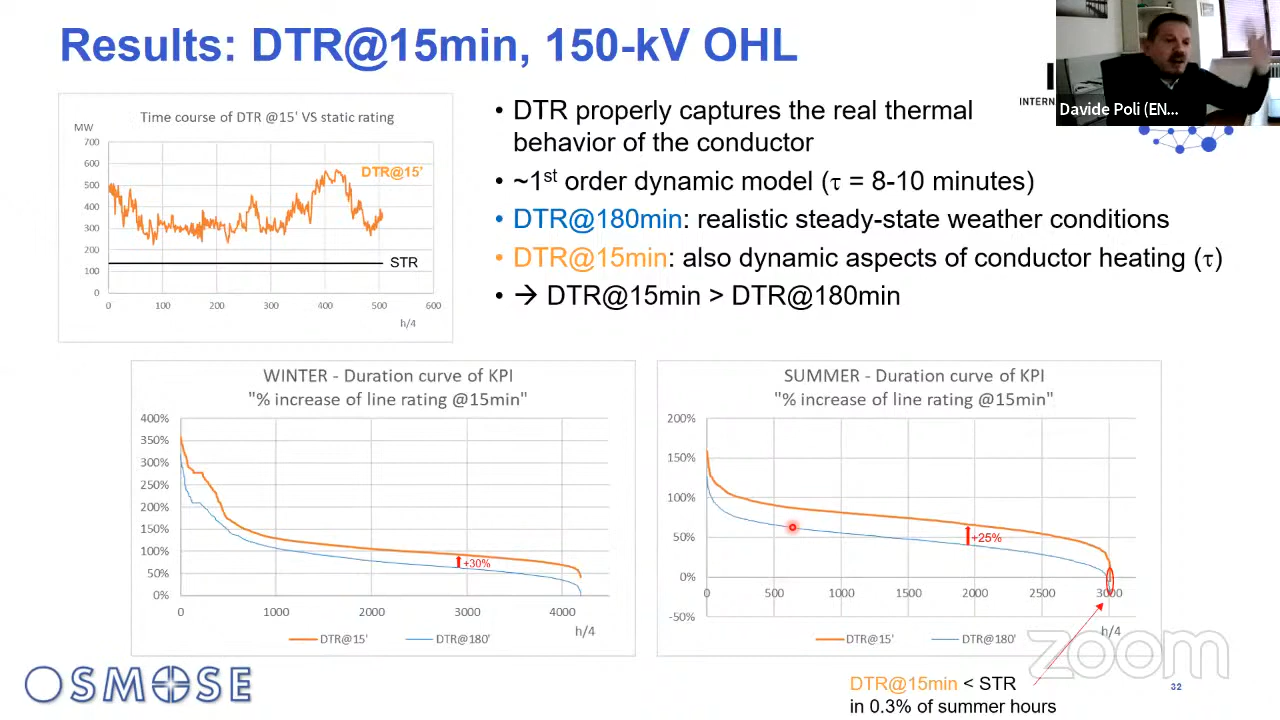 Results: DTR@15min, 150-kV OHL
INTERN
Davide Poli (EN...
Time course of DTR @15' VS static rating
MW
700
600
500
400
300
200
100
0
DTR@15'
STR
0 100 200 300 400 500 600
h/4
• DTR properly captures the real thermal
behavior of the conductor
• ~1st order dynamic model (τ = 8-10 minutes)
• DTR@180min: realistic steady-state weather conditions
• DTR@15min: also dynamic aspects of conductor heating (τ)
• → DTR@15min > DTR@180min
WINTER - Duration curve of KPI
"% increase of line rating @15min"
400%
350%
300%
250%
200%
150%
100%
50%
0%
+30%
0 1000 2000 3000 4000
h/4
DTR@15' DTR@180'
SUMMER - Duration curve of KPI
"% increase of line rating @15min"
200%
150%
100%
50%
0%
-50%
+25%
0 500 1000 1500 2000 2500 3000
h/4
DTR@15' DTR@180'
zoom
DTR@15min < STR
in 0.3% of summer hours
OSMOSE
32